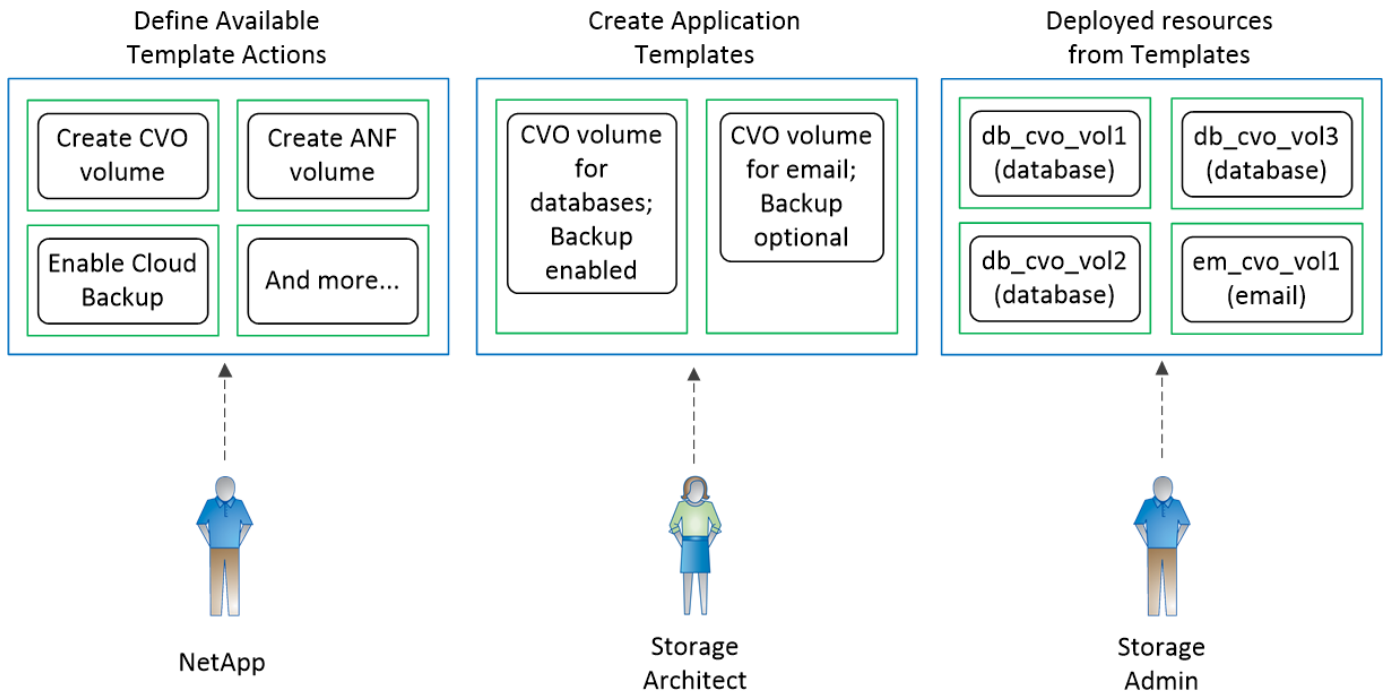 Define Available
Template Actions
Create CVO
volume
Create ANF
volume
Enable Cloud
Backup
And more...
NetApp
Create Application
Templates
CVO volume
for
databases;
Backup
enabled
CVO volume
for email;
Backup
optional
Storage
Architect
Deployed resources
from Templates
db_cvo_vol1
(database)
db_cvo_vol3
(database)
db_cvo_vol2
(database)
em_cvo_vol1
(email)
Storage
Admin